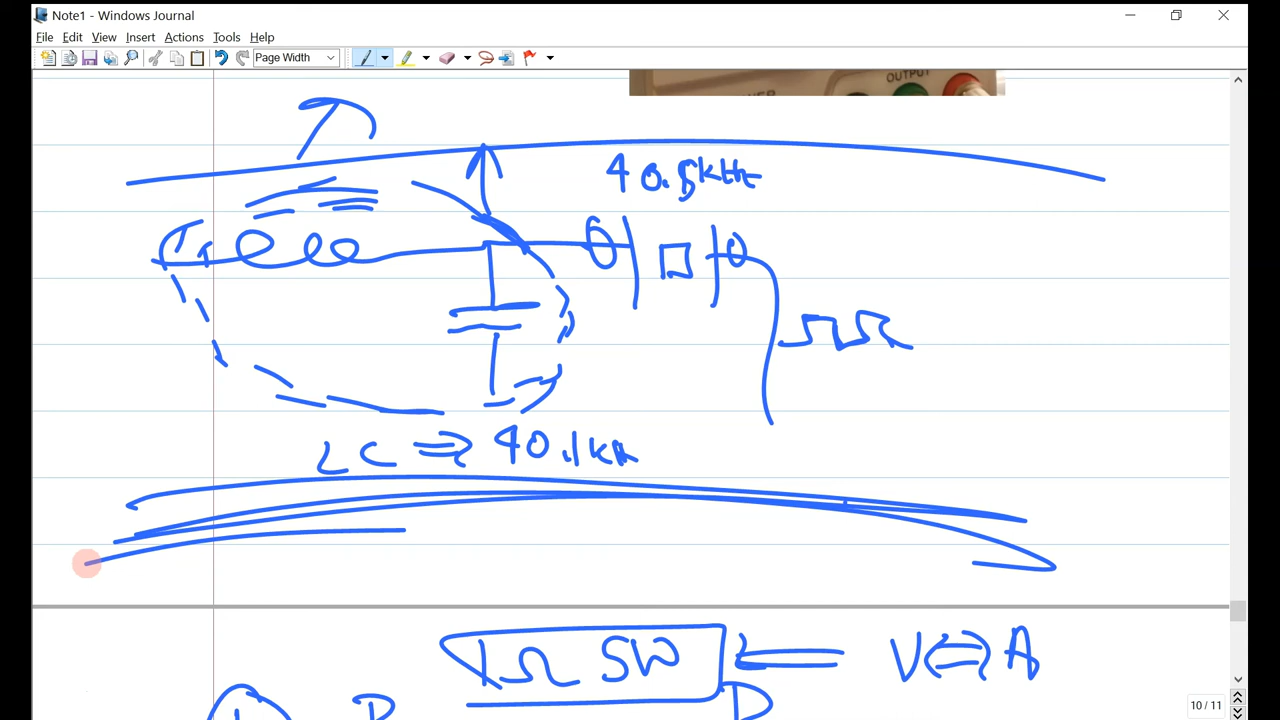 Note1 - Windows Journal
File Edit View Insert Actions Tools Help
Page Width
OUTPUT
40.5kHz
LC ⇒ 40.1kHz
1Ω 5W ⇐ V⇔A
D
10 / 11